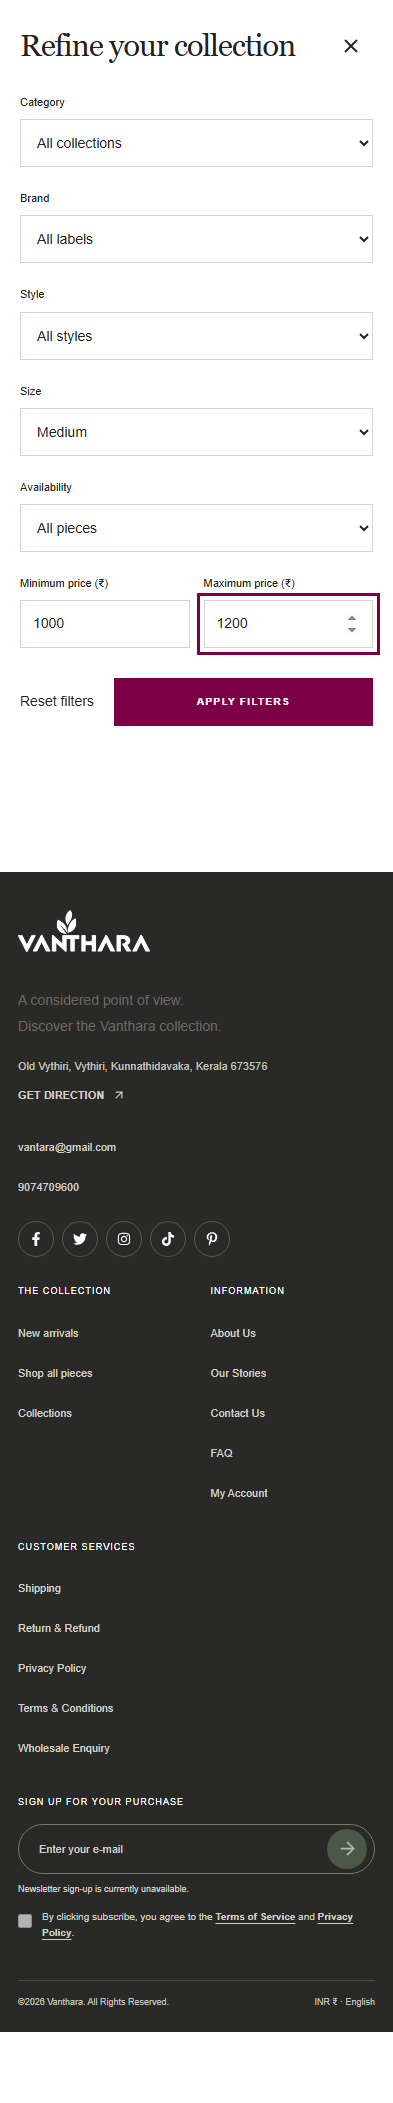 Refine your collection
Category
All collections
Brand
All labels
Style
All styles
Size
Medium
Availability
All pieces
Minimum price (₹) Maximum price (₹)
1000 1200
Reset filters APPLY FILTERS
VANTHARA
A considered point of view.
Discover the Vanthara collection.
Old Vythiri, Vythiri, Kunnathidavaka, Kerala 673576
GET DIRECTION
vantara@gmail.com
9074709600
THE COLLECTION
New arrivals
Shop all pieces
Collections
INFORMATION
About Us
Our Stories
Contact Us
FAQ
My Account
CUSTOMER SERVICES
Shipping
Return & Refund
Privacy Policy
Terms & Conditions
Wholesale Enquiry
SIGN UP FOR YOUR PURCHASE
Enter your e-mail
Newsletter sign-up is currently unavailable.
By clicking subscribe, you agree to the Terms of Service and Privacy
Policy.
©2026 Vanthara. All Rights Reserved. INR ₹ · English